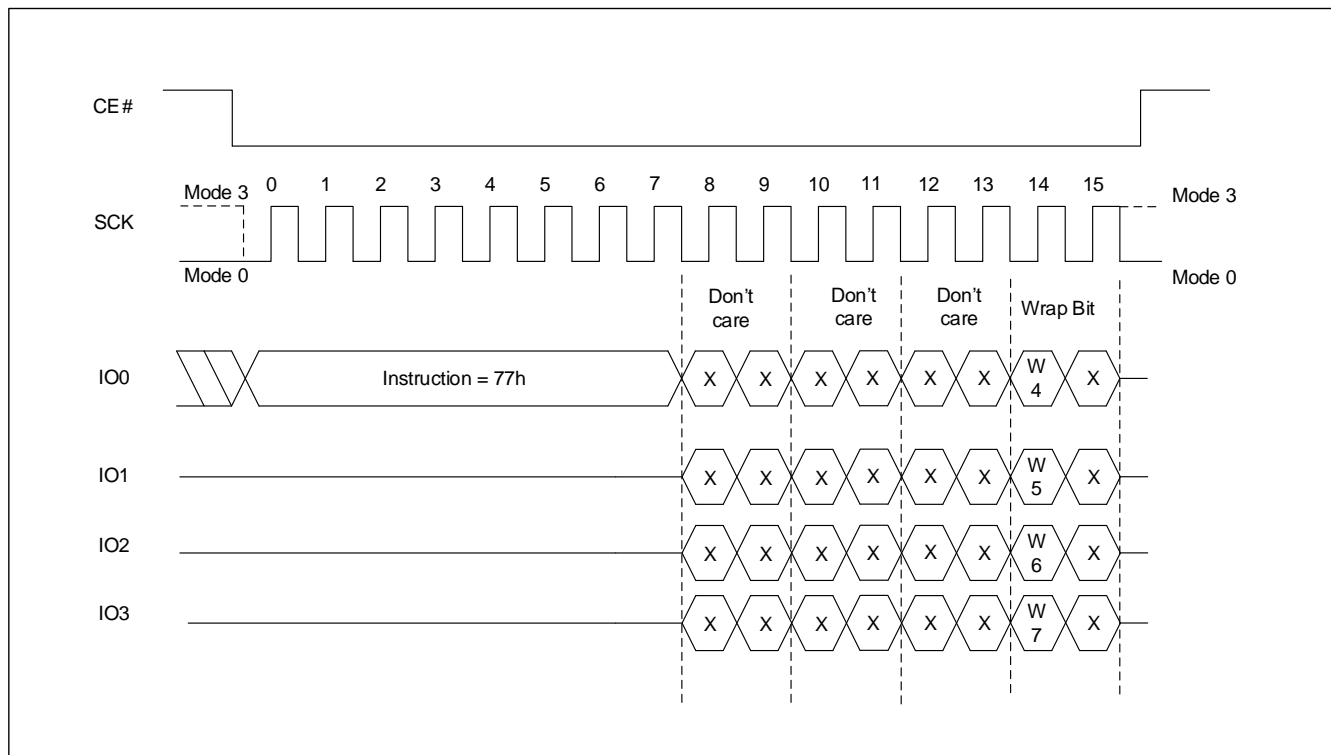 CE#
0 1 2 3 4 5 6 7 8 9 10 11 12 13 14 15
Mode 3 Mode 3
SCK
Mode 0 Mode 0
Don't Don't Don't Wrap Bit
care care care
IO0 Instruction = 77h X X X X X X W X
4
IO1 X X X X X X W X
5
IO2 X X X X X X W X
6
IO3 X X X X X X W X
7